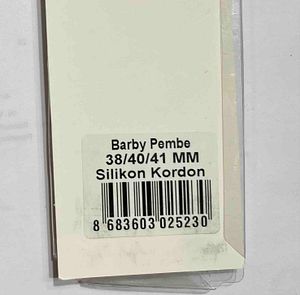 Barby Pembe
38/40/41 MM
Silikon Kordon
8 683603 025230